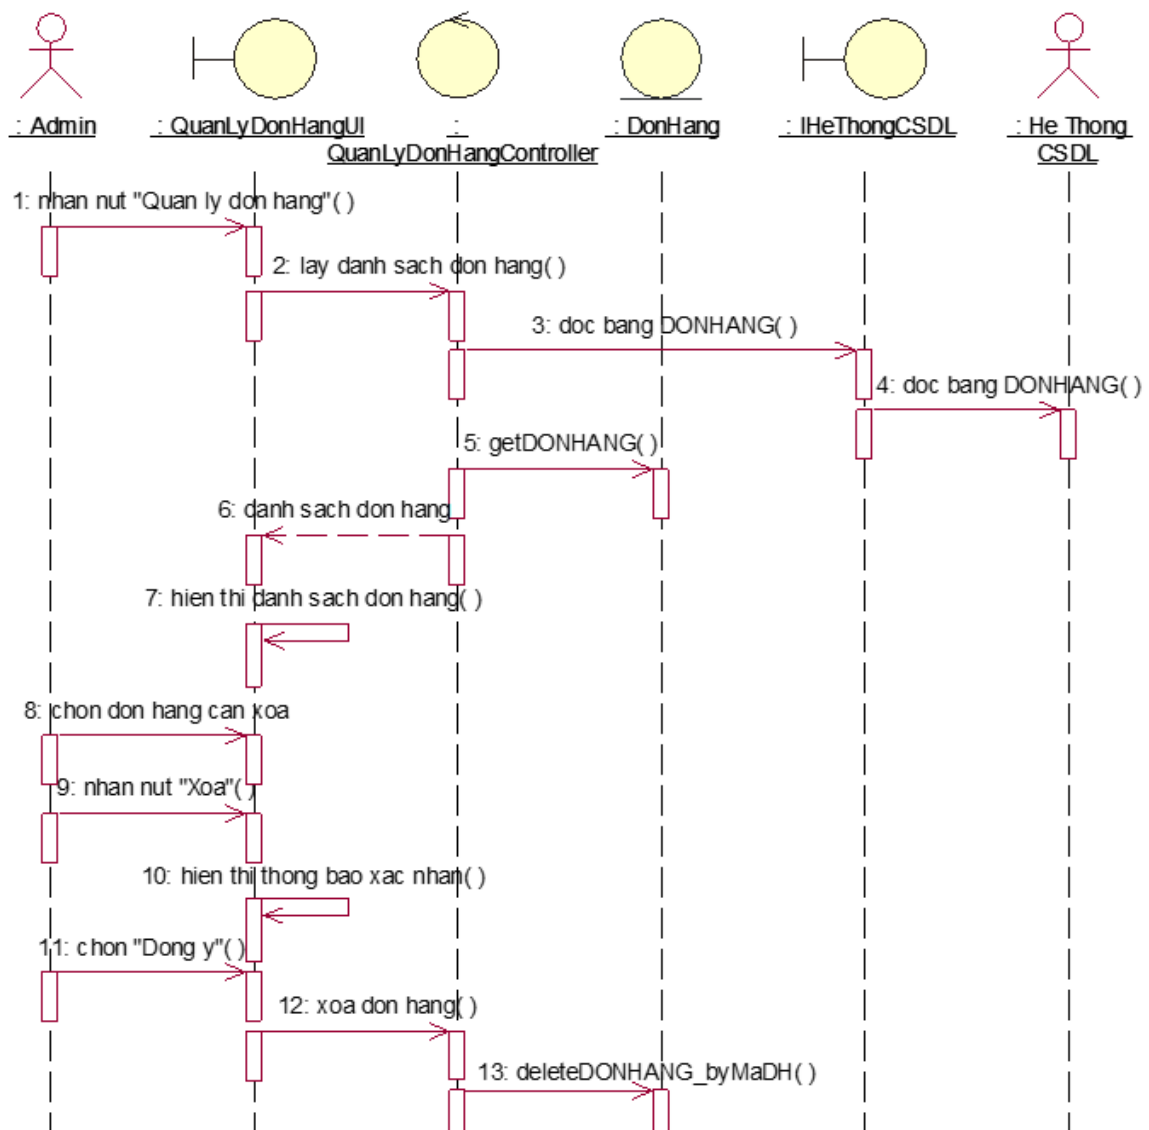 : Admin
: QuanLyDonHangUI
:
QuanLyDonHangController
: DonHang
: IHeThongCSDL
: He Thong
CSDL
1: nhan nut "Quan ly don hang"( )
2: lay danh sach don hang( )
3: doc bang DONHANG( )
4: doc bang DONHANG( )
5: getDONHANG( )
6: danh sach don hang
7: hien thi danh sach don hang( )
8: chon don hang can xoa
9: nhan nut "Xoa"( )
10: hien thi thong bao xac nhan( )
11: chon "Dong y"( )
12: xoa don hang( )
13: deleteDONHANG_byMaDH( )